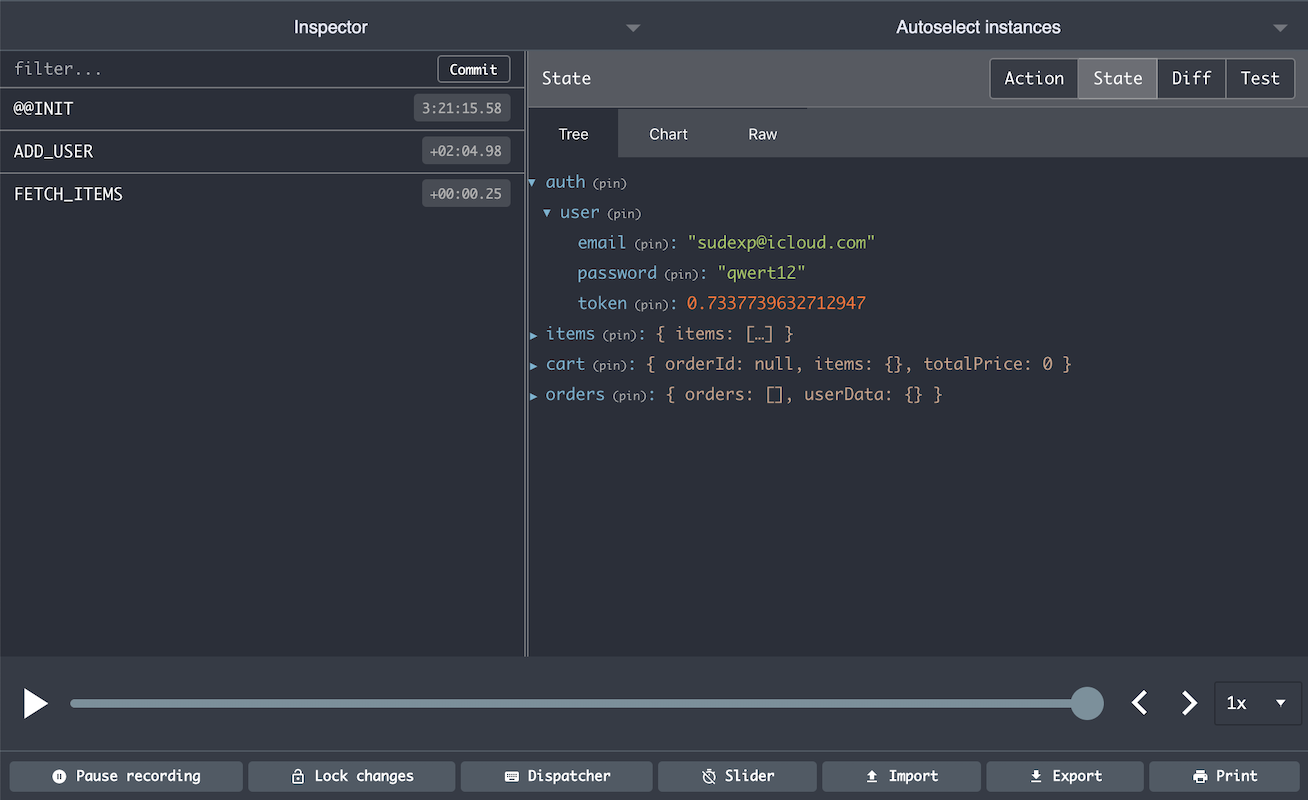 Inspector Autoselect instances
filter... Commit
@@INIT 3:21:15.58
ADD_USER +02:04.98
FETCH_ITEMS +00:00.25
State Action State Diff Test
Tree Chart Raw
auth (pin)
user (pin)
email (pin): "sudexp@icloud.com"
password (pin): "qwert12"
token (pin): 0.7337739632712947
items (pin): { items: […] }
cart (pin): { orderId: null, items: {}, totalPrice: 0 }
orders (pin): { orders: [], userData: {} }
1x
Pause recording Lock changes Dispatcher Slider Import Export Print